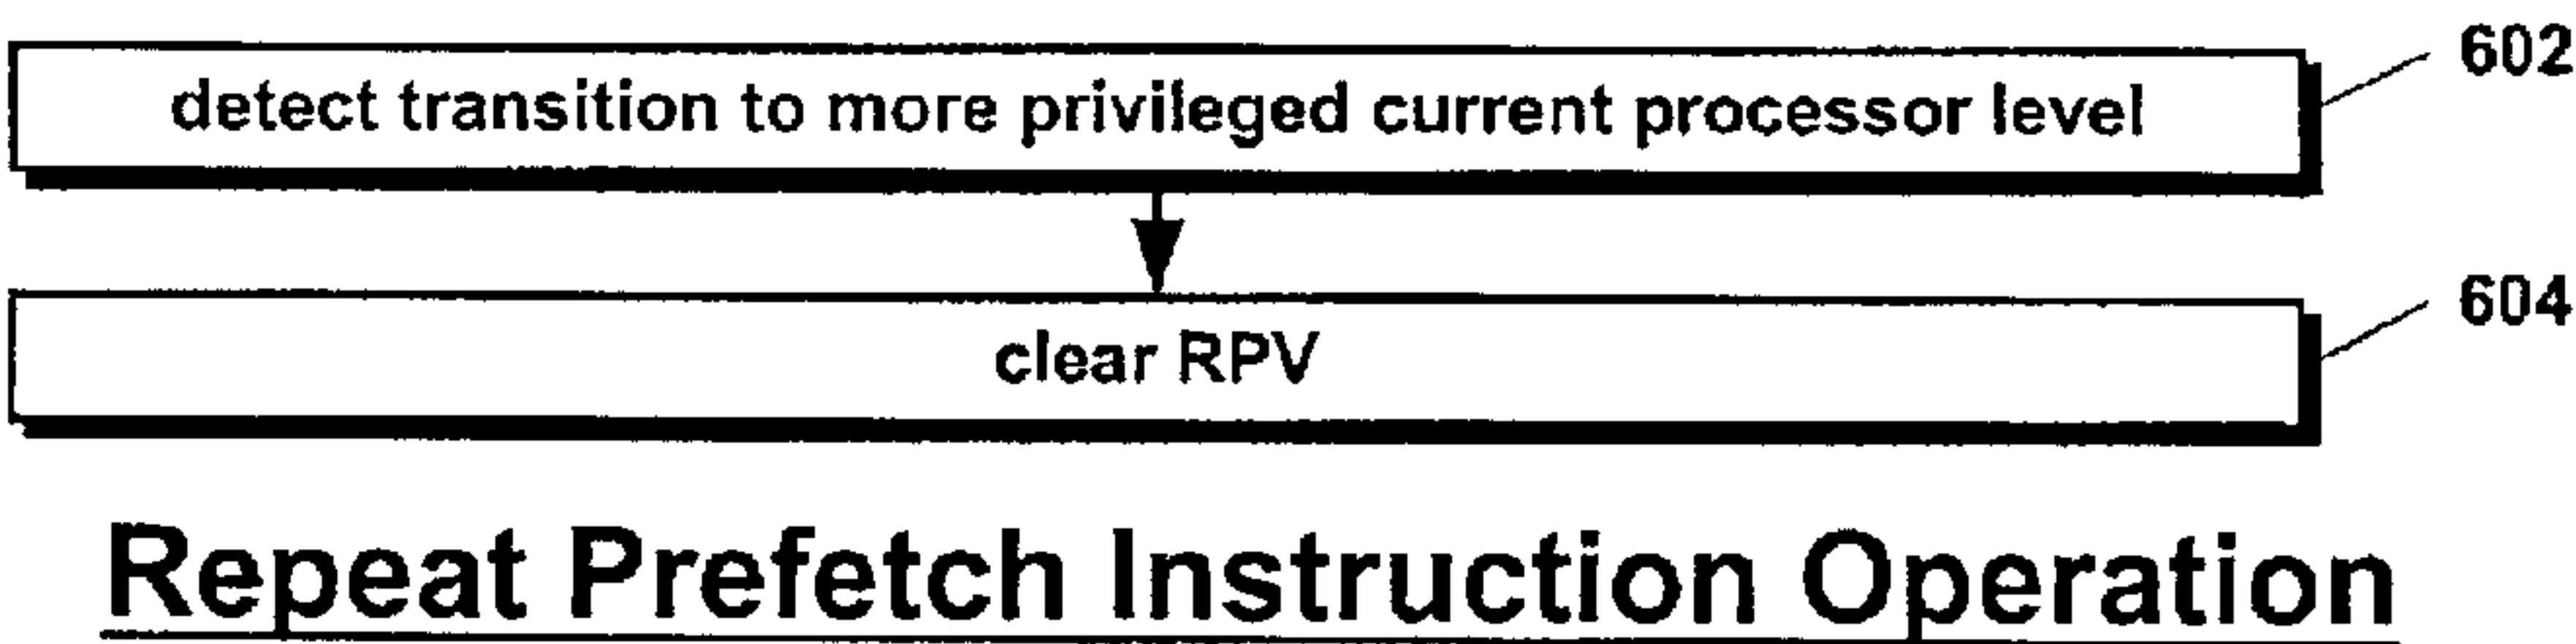 detect transition to more privileged current processor level
602
clear RPV
604
Repeat Prefetch Instruction Operation